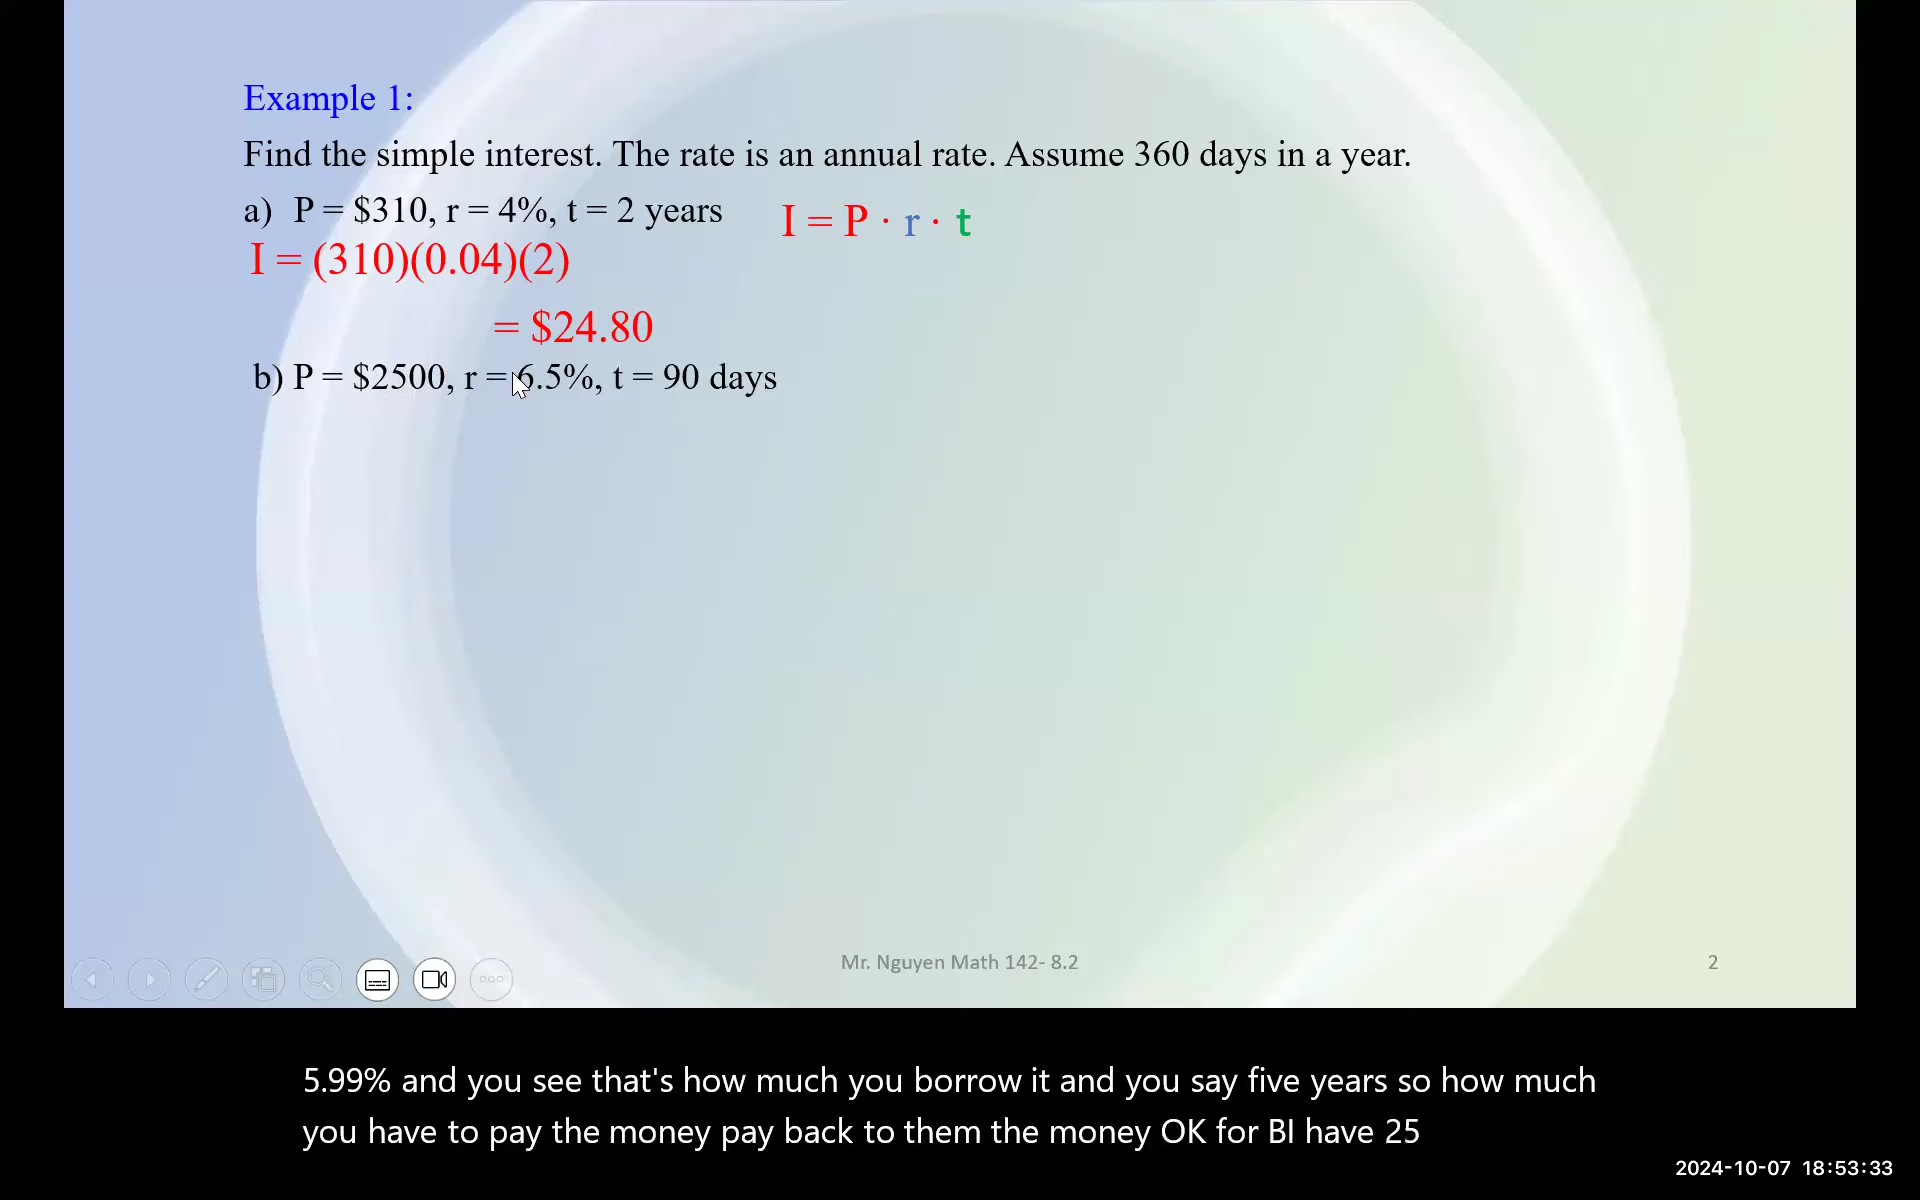 Example 1:
Find the simple interest. The rate is an annual rate. Assume 360 days in a year.
a) P = $310, r = 4%, t = 2 years
I = P · r · t
I = (310)(0.04)(2)
= $24.80
b) P = $2500, r = 6.5%, t = 90 days
Mr. Nguyen Math 142- 8.2
2
5.99% and you see that's how much you borrow it and you say five years so how much
you have to pay the money pay back to them the money OK for BI have 25
2024-10-07 18:53:33